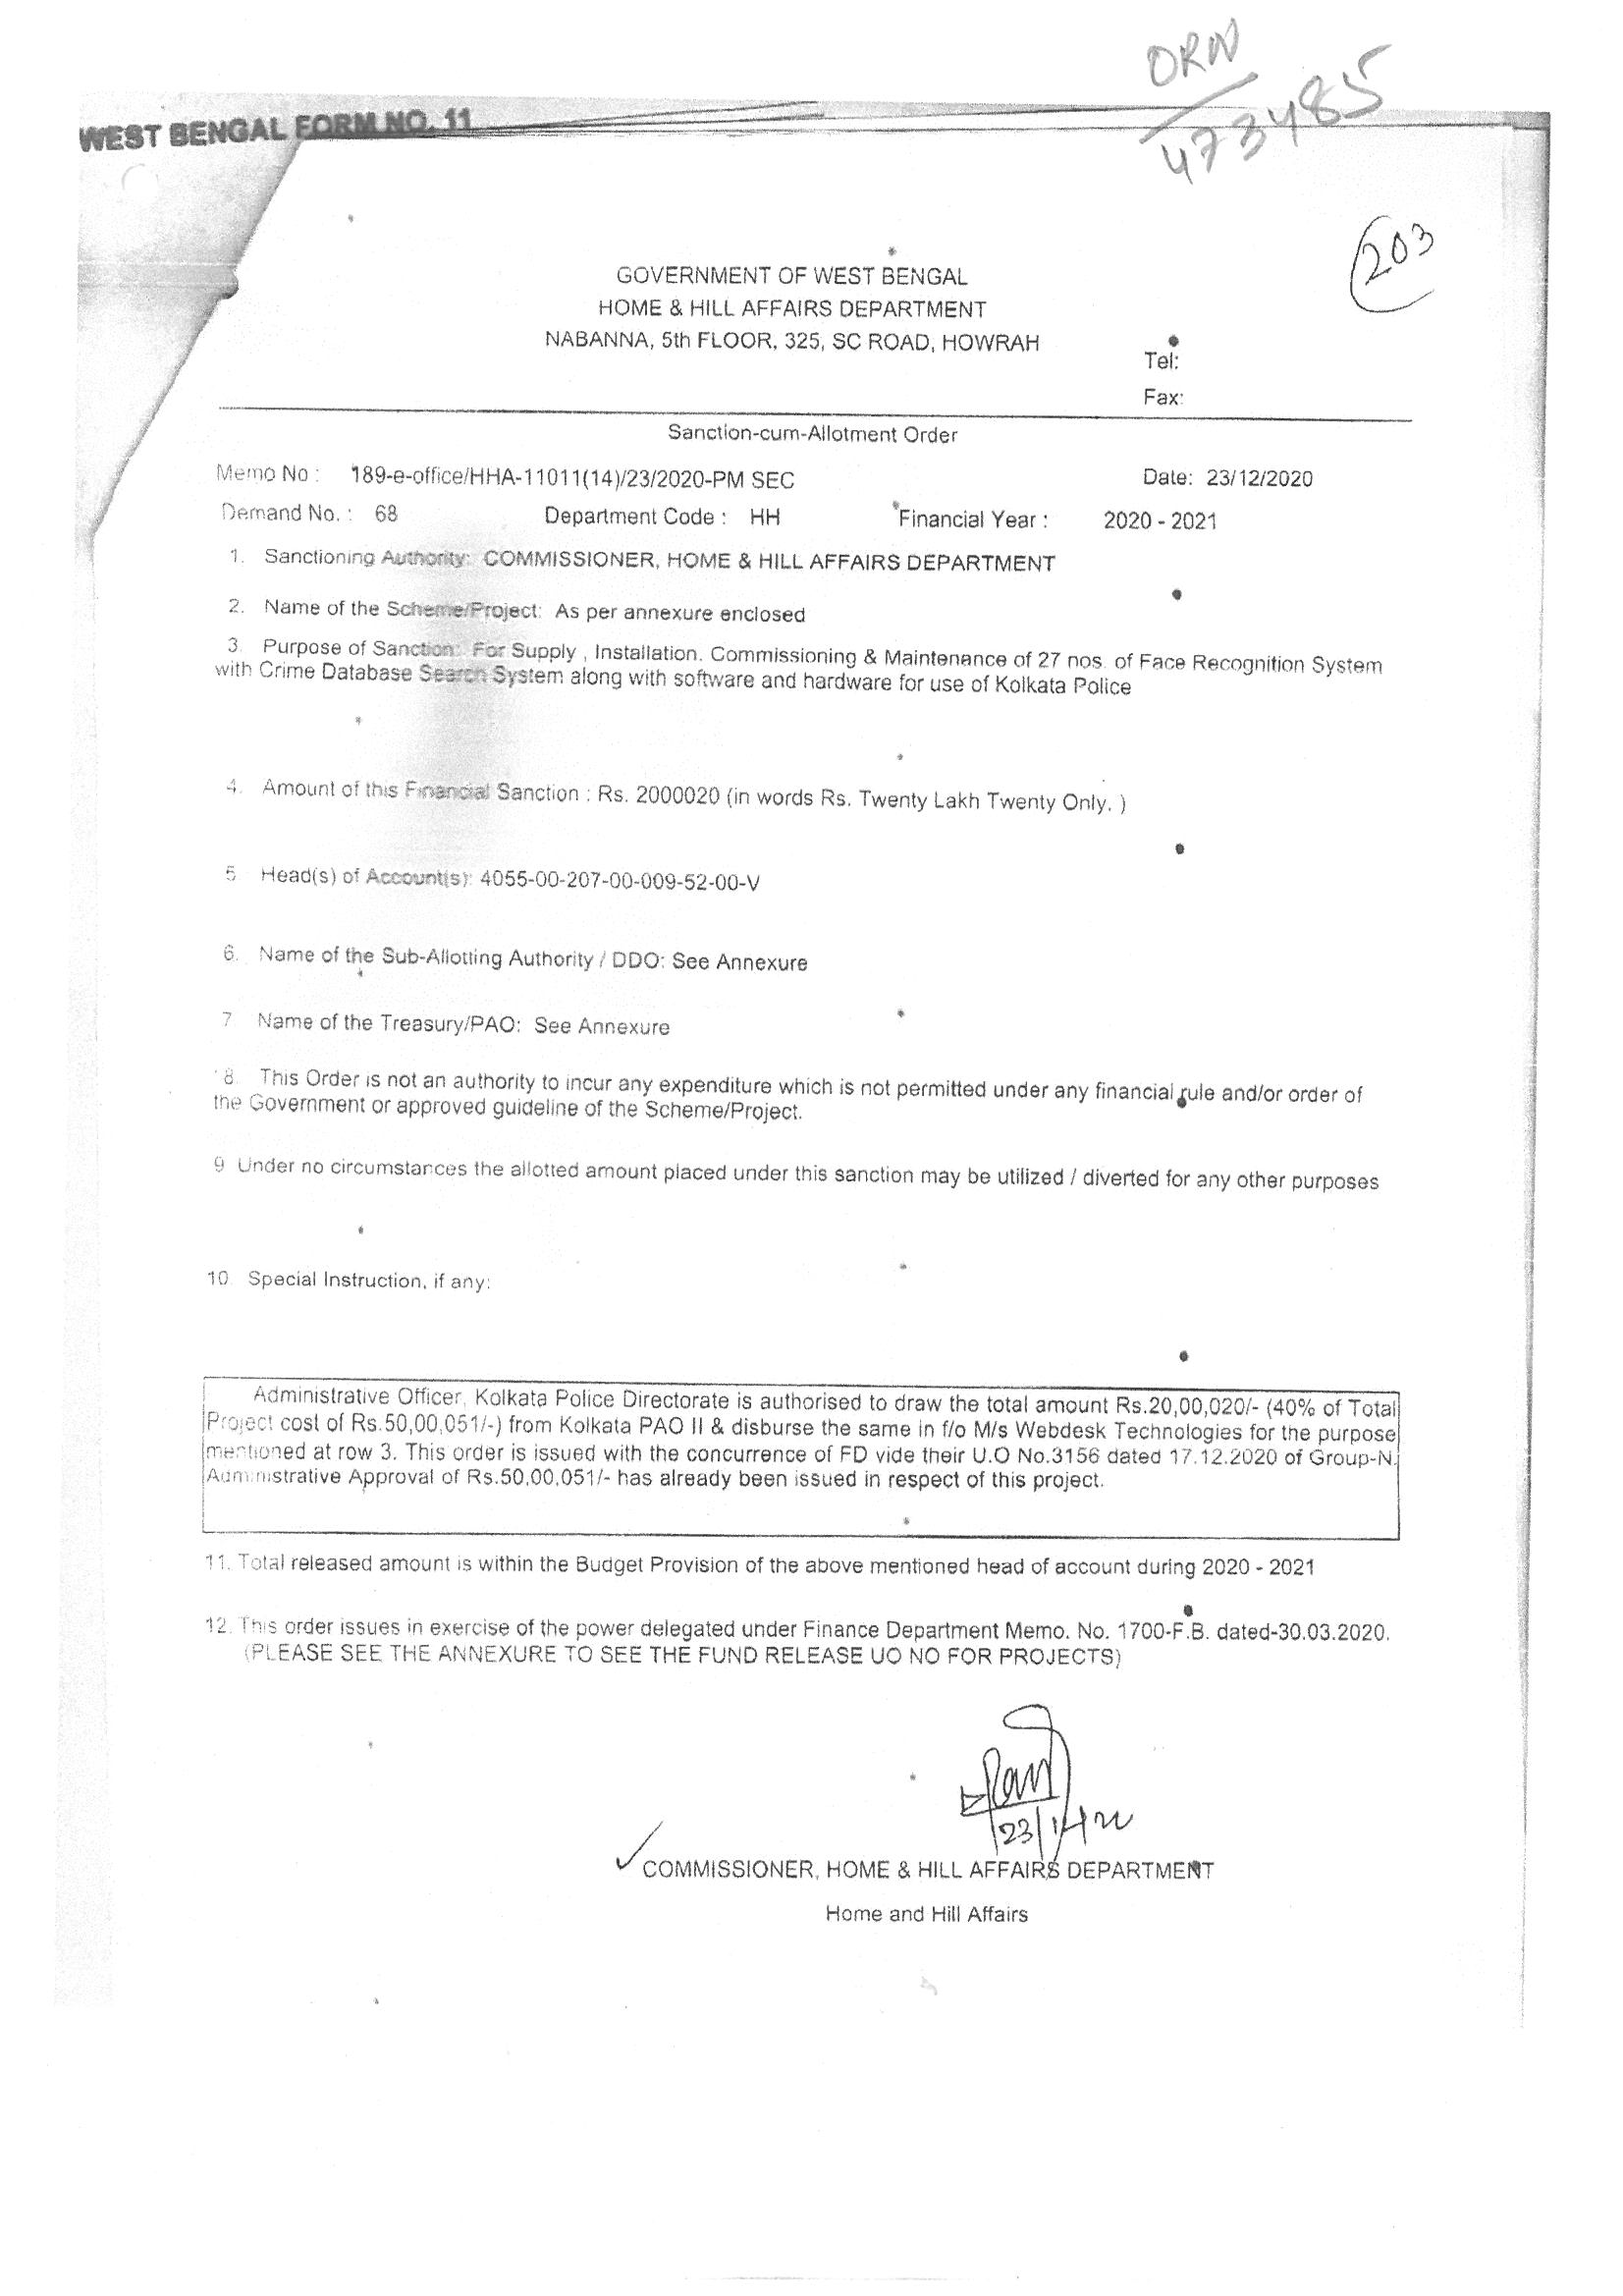 ORN
473485
WEST BENGAL FORM NO. 11
203
GOVERNMENT OF WEST BENGAL
HOME & HILL AFFAIRS DEPARTMENT
NABANNA, 5th FLOOR, 325, SC ROAD, HOWRAH
Tel:
Fax:
Sanction-cum-Allotment Order
Memo No : 189-e-office/HHA-11011(14)/23/2020-PM SEC Date: 23/12/2020
Demand No. : 68 Department Code : HH Financial Year : 2020 - 2021
1. Sanctioning Authority: COMMISSIONER, HOME & HILL AFFAIRS DEPARTMENT
2. Name of the Scheme/Project: As per annexure enclosed
3. Purpose of Sanction: For Supply , Installation. Commissioning & Maintenance of 27 nos. of Face Recognition System
with Crime Database Search System along with software and hardware for use of Kolkata Police
4. Amount of this Financial Sanction : Rs. 2000020 (in words Rs. Twenty Lakh Twenty Only. )
5 Head(s) of Account(s): 4055-00-207-00-009-52-00-V
6. Name of the Sub-Allotting Authority / DDO: See Annexure
7 Name of the Treasury/PAO: See Annexure
8. This Order is not an authority to incur any expenditure which is not permitted under any financial rule and/or order of
the Government or approved guideline of the Scheme/Project.
9 Under no circumstances the allotted amount placed under this sanction may be utilized / diverted for any other purposes
10. Special Instruction, if any:
Administrative Officer, Kolkata Police Directorate is authorised to draw the total amount Rs.20,00,020/- (40% of Total
Project cost of Rs.50,00,051/-) from Kolkata PAO II & disburse the same in f/o M/s Webdesk Technologies for the purpose
mentioned at row 3. This order is issued with the concurrence of FD vide their U.O No.3156 dated 17.12.2020 of Group-N.
Administrative Approval of Rs.50,00,051/- has already been issued in respect of this project.
11. Total released amount is within the Budget Provision of the above mentioned head of account during 2020 - 2021
12. This order issues in exercise of the power delegated under Finance Department Memo. No. 1700-F.B. dated-30.03.2020.
(PLEASE SEE THE ANNEXURE TO SEE THE FUND RELEASE UO NO FOR PROJECTS)
COMMISSIONER, HOME & HILL AFFAIRS DEPARTMENT
Home and Hill Affairs